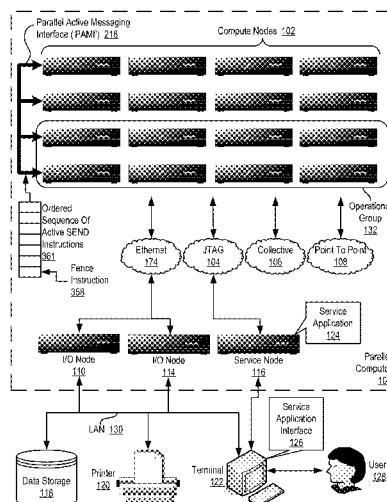 Parallel Active Messaging
Interface ('PAMI')
218
Compute Nodes 102
Operational
Group
132
Ordered
Sequence Of
Active SEND
Instructions
361
Fence
Instruction
358
Ethernet
174
JTAG
104
Collective
106
Point To Point
108
Service
Application
124
I/O Node
110
I/O Node
114
Service Node
116
LAN 130
Service
Application
Interface
126
Data Storage
118
Printer
120
Terminal
122
User
128